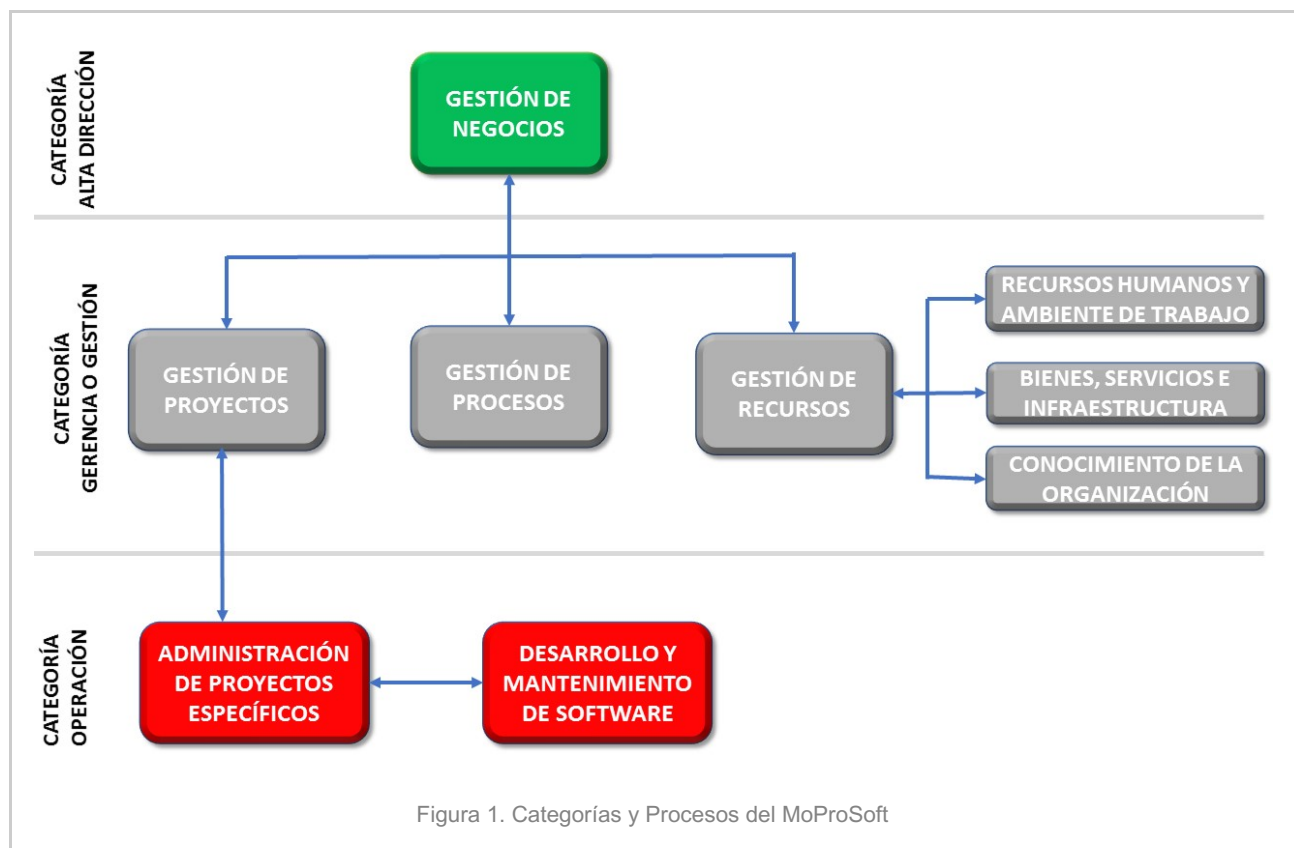 CATEGORÍA
ALTA DIRECCIÓN
GESTIÓN DE
NEGOCIOS
CATEGORÍA
GERENCIA O GESTIÓN
GESTIÓN DE
PROYECTOS
GESTIÓN DE
PROCESOS
GESTIÓN DE
RECURSOS
RECURSOS HUMANOS Y
AMBIENTE DE TRABAJO
BIENES, SERVICIOS E
INFRAESTRUCTURA
CONOCIMIENTO DE LA
ORGANIZACIÓN
CATEGORÍA
OPERACIÓN
ADMINISTRACIÓN
DE PROYECTOS
ESPECÍFICOS
DESARROLLO Y
MANTENIMIENTO
DE SOFTWARE
Figura 1. Categorías y Procesos del MoProSoft